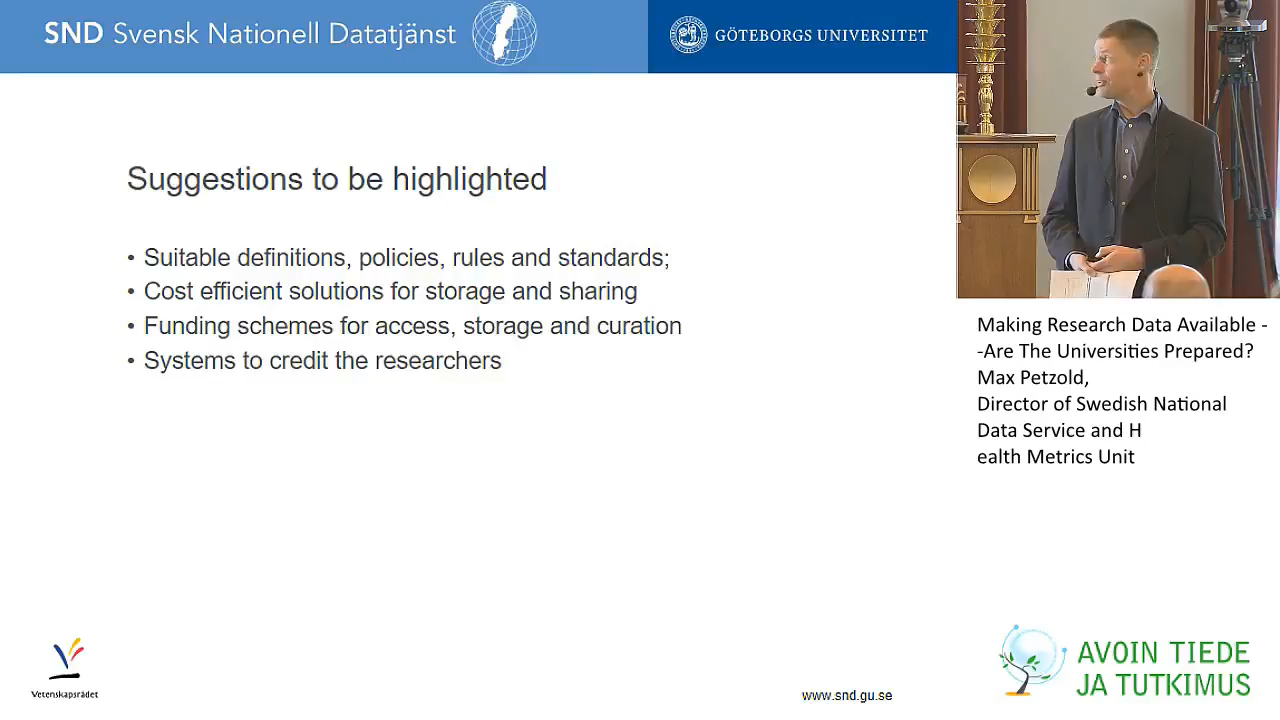 SND Svensk Nationell Datatjänst
GÖTEBORGS UNIVERSITET
Suggestions to be highlighted
• Suitable definitions, policies, rules and standards;
• Cost efficient solutions for storage and sharing
• Funding schemes for access, storage and curation
• Systems to credit the researchers
Making Research Data Available -
-Are The Universities Prepared?
Max Petzold,
Director of Swedish National
Data Service and H
ealth Metrics Unit
Vetenskapsrådet
www.snd.gu.se
AVOIN TIEDE
JA TUTKIMUS